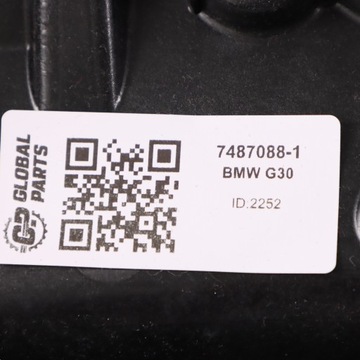 GLOBAL
PARTS
7487088-1
BMW G30
ID.2252